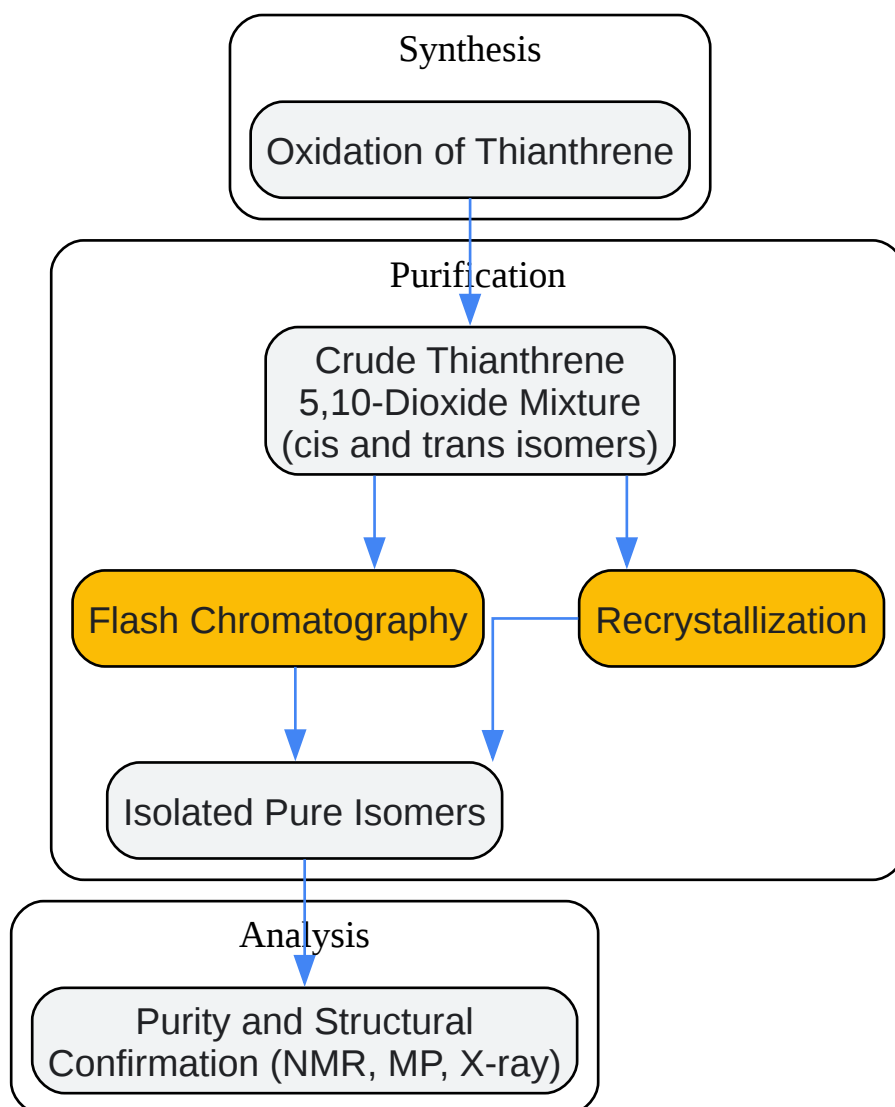 Synthesis
Oxidation of Thianthrene
Purification
Crude Thianthrene
5,10-Dioxide Mixture
(cis and trans isomers)
Flash Chromatography
Recrystallization
Isolated Pure Isomers
Analysis
Purity and Structural
Confirmation (NMR, MP, X-ray)